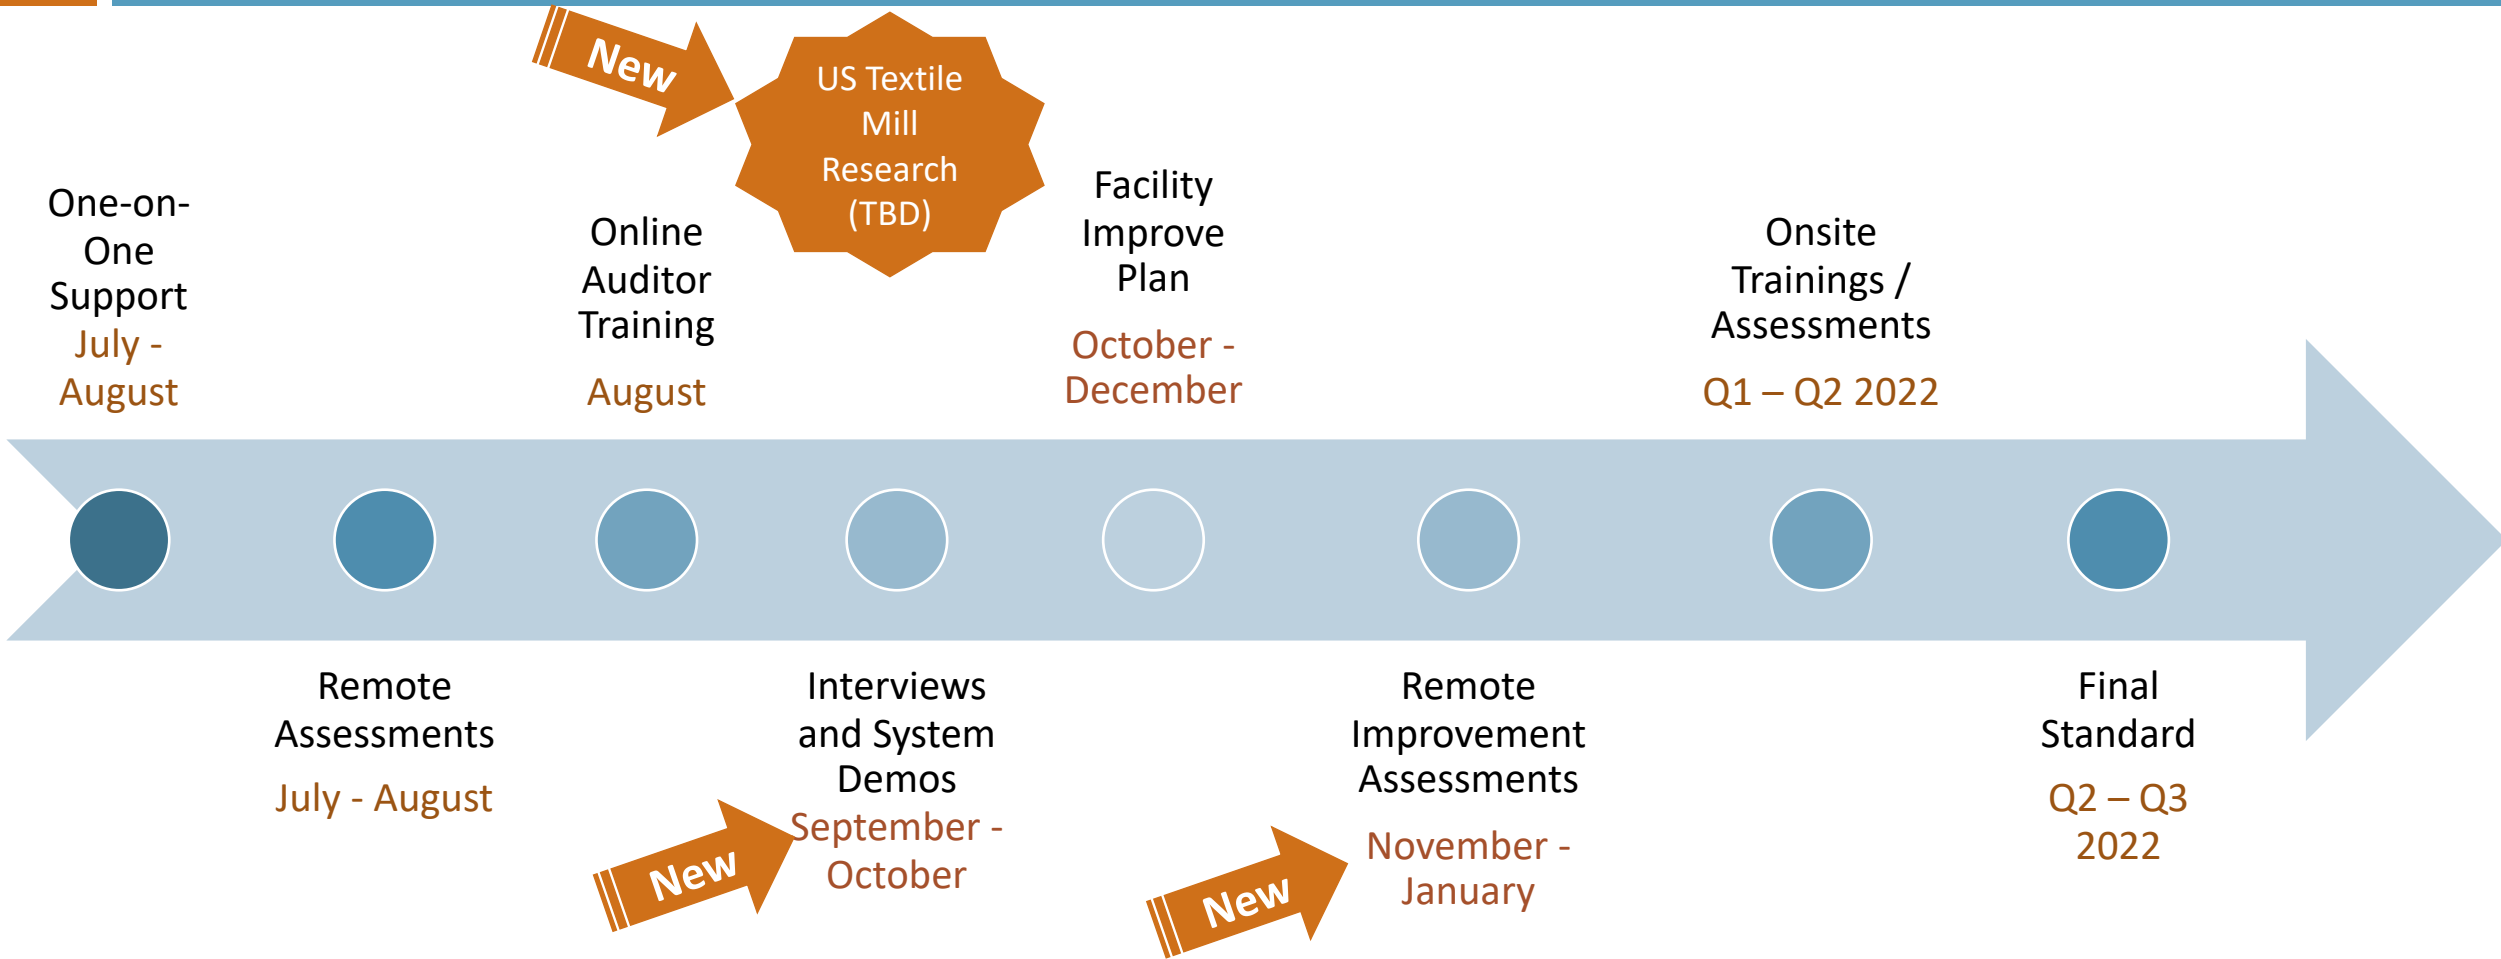 New
US Textile
Mill
Research
(TBD)
One-on-
One
Support
July -
August
Online
Auditor
Training
August
Facility
Improve
Plan
October -
December
Onsite
Trainings /
Assessments
Q1 – Q2 2022
Remote
Assessments
July - August
Interviews
and System
Demos
September -
October
New
Remote
Improvement
Assessments
November -
January
New
Final
Standard
Q2 – Q3
2022